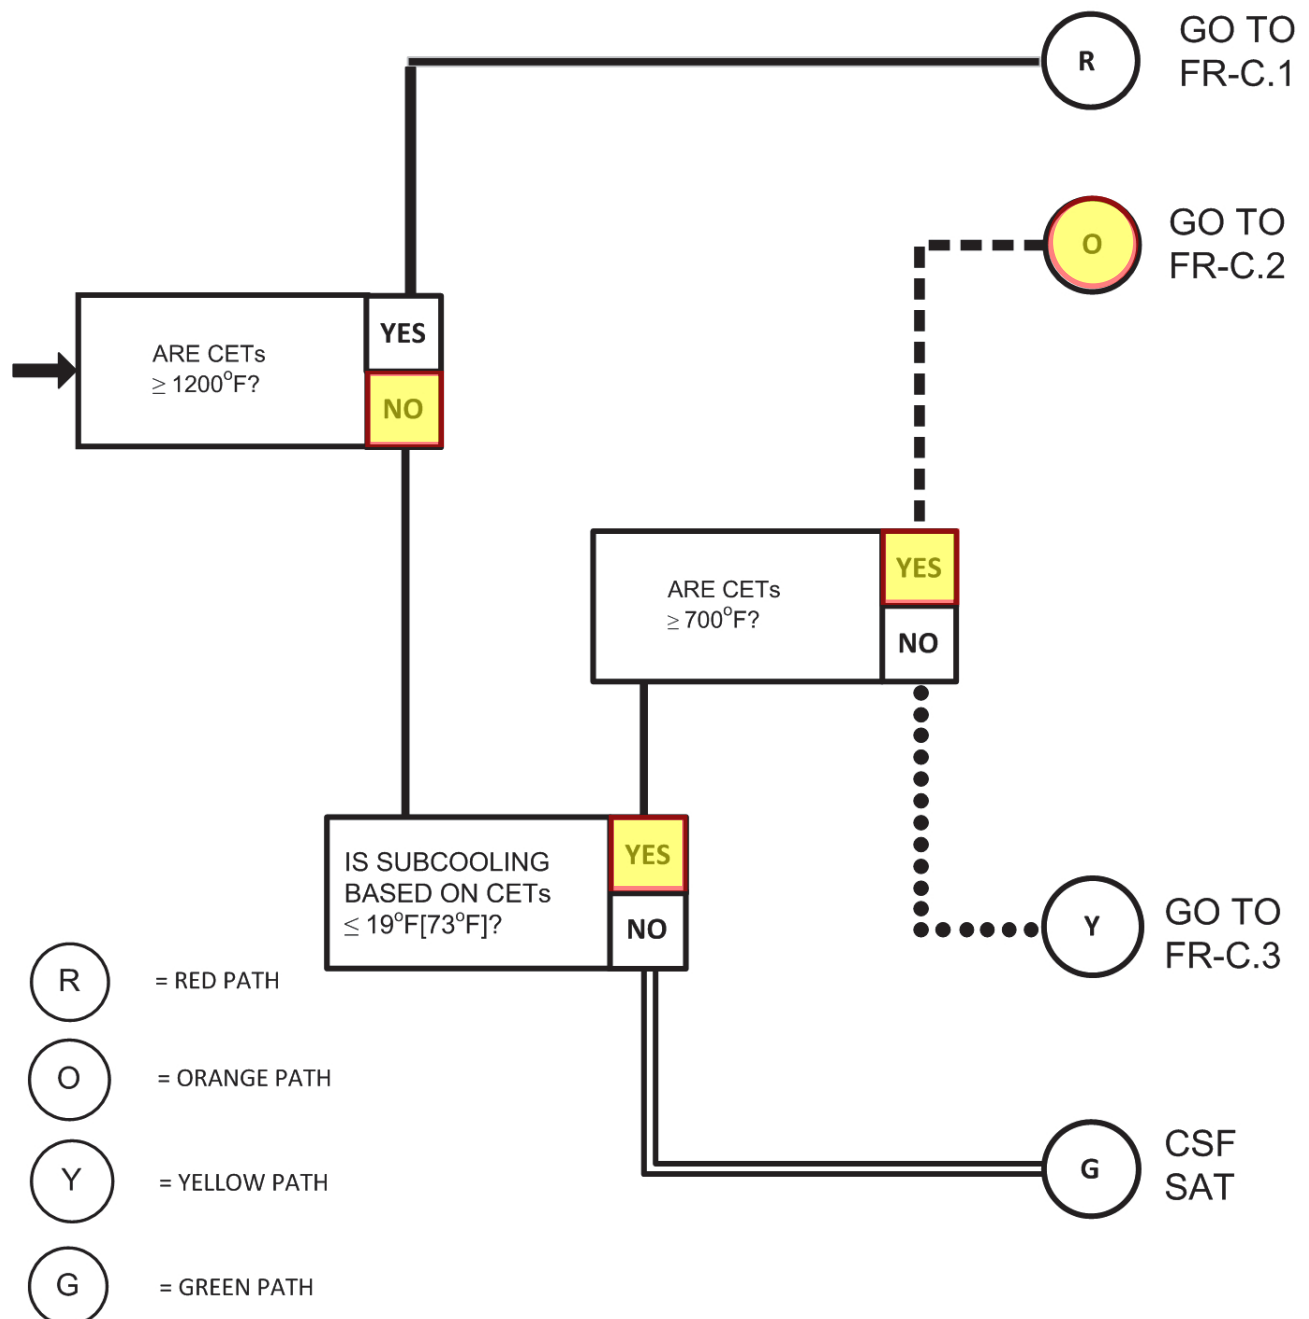 R
GO TO
FR-C.1
O
GO TO
FR-C.2
YES
ARE CETs
≥ 1200°F?
NO
YES
ARE CETs
≥ 700°F?
NO
YES
IS SUBCOOLING
BASED ON CETs
≤ 19°F[73°F]?
NO
Y
GO TO
FR-C.3
R = RED PATH
O = ORANGE PATH
G
CSF
SAT
Y = YELLOW PATH
G = GREEN PATH